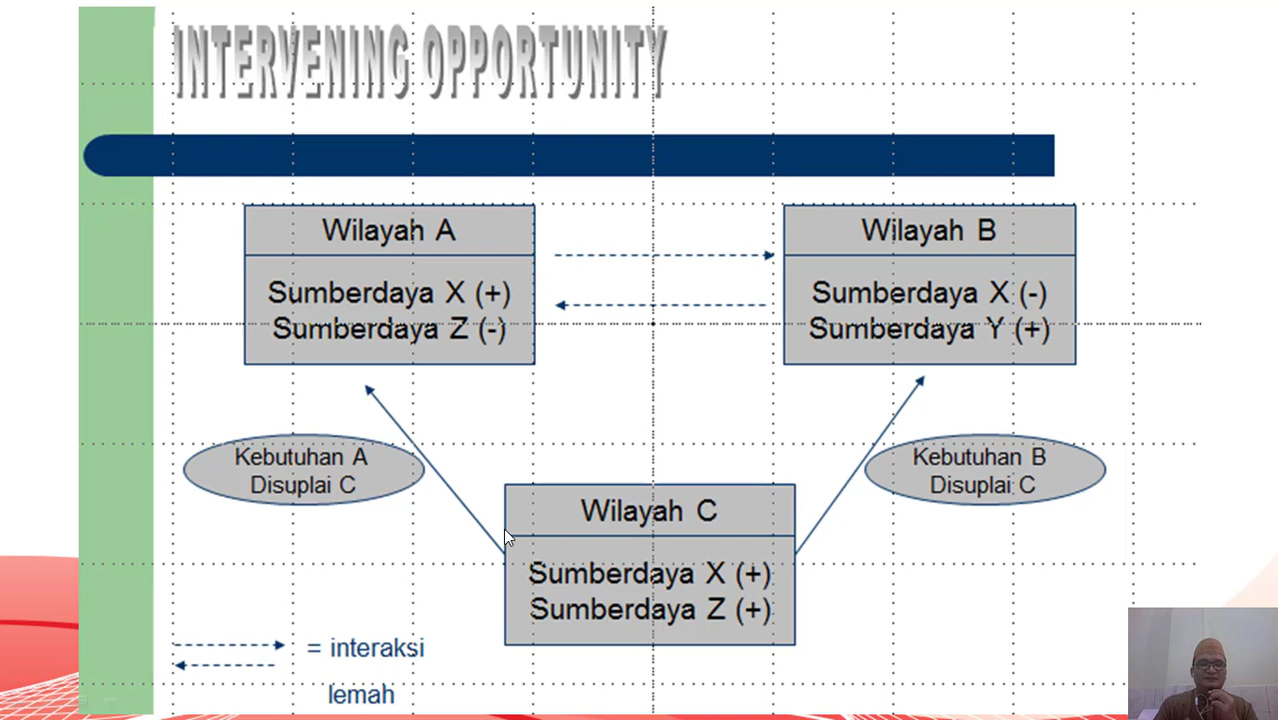 INTERVENING OPPORTUNITY
Wilayah A
Sumberdaya X (+)
Sumberdaya Z (-)
Wilayah B
Sumberdaya X (-)
Sumberdaya Y (+)
Kebutuhan A
Disuplai C
Kebutuhan B
Disuplai C
Wilayah C
Sumberdaya X (+)
Sumberdaya Z (+)
= interaksi
lemah